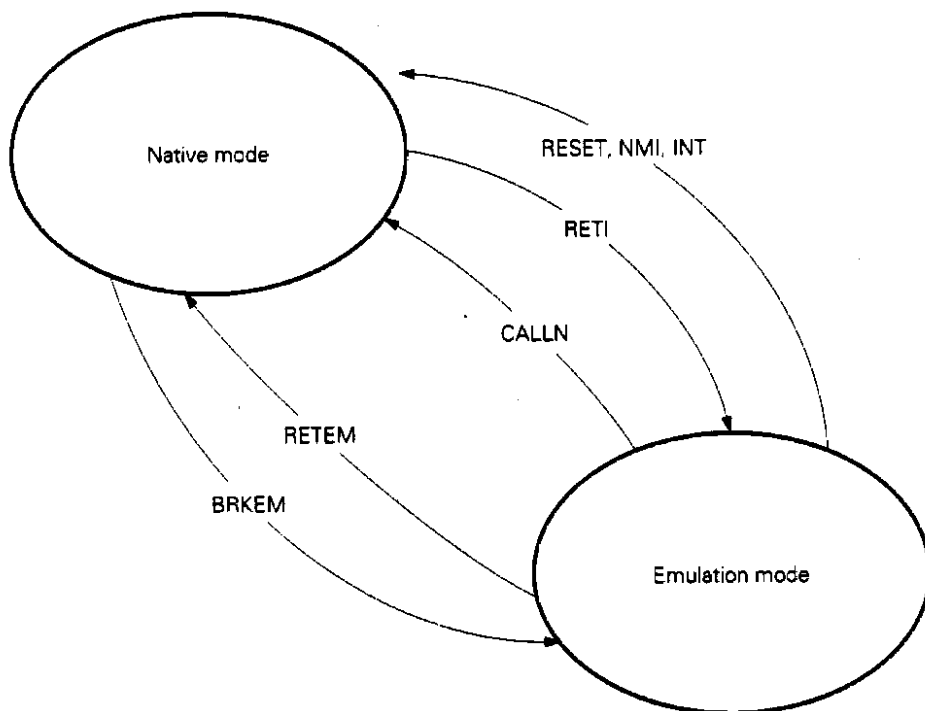 Native mode
RESET, NMI, INT
RETI
CALLN
RETEM
BRKEM
Emulation mode